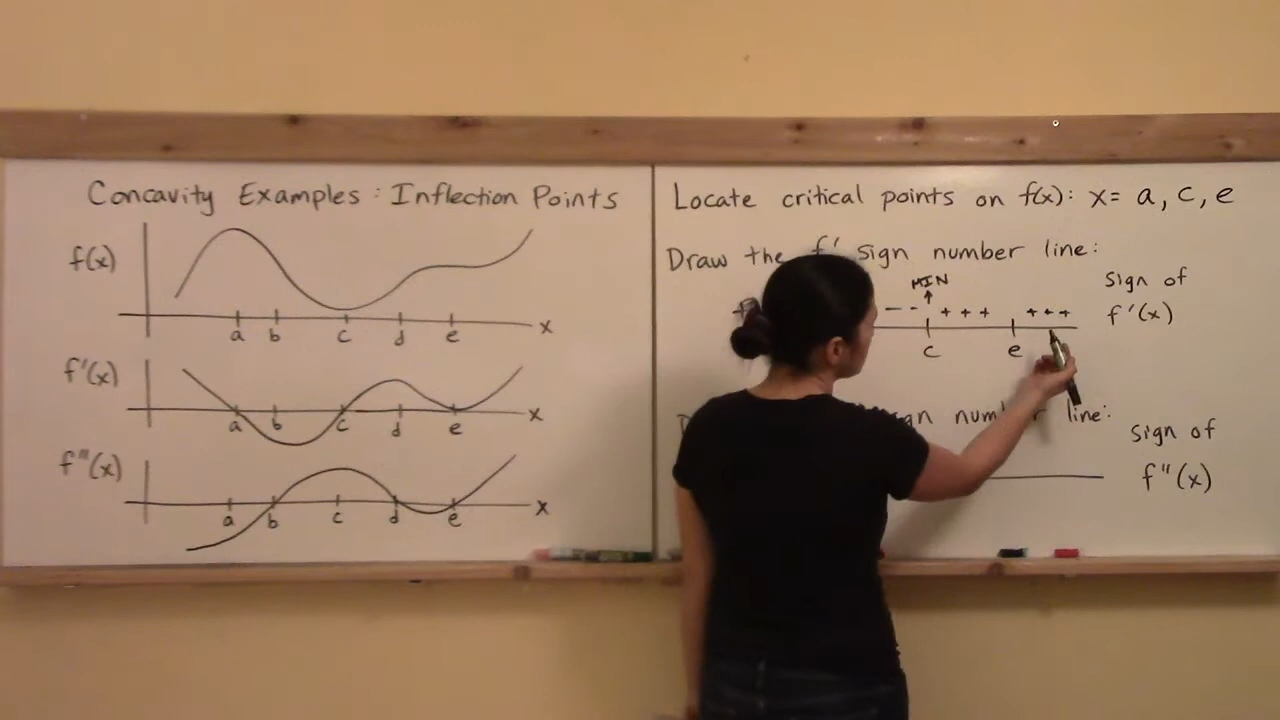 Concavity Examples: Inflection Points
f(x)
a b c d e x
f'(x)
a b c d e x
f"(x)
a b c d e x
Locate critical points on f(x): x= a, c, e
Draw the f' sign number line:
MIN
- - + + + + + +
c e
sign of
f'(x)
number line:
sign of
f"(x)